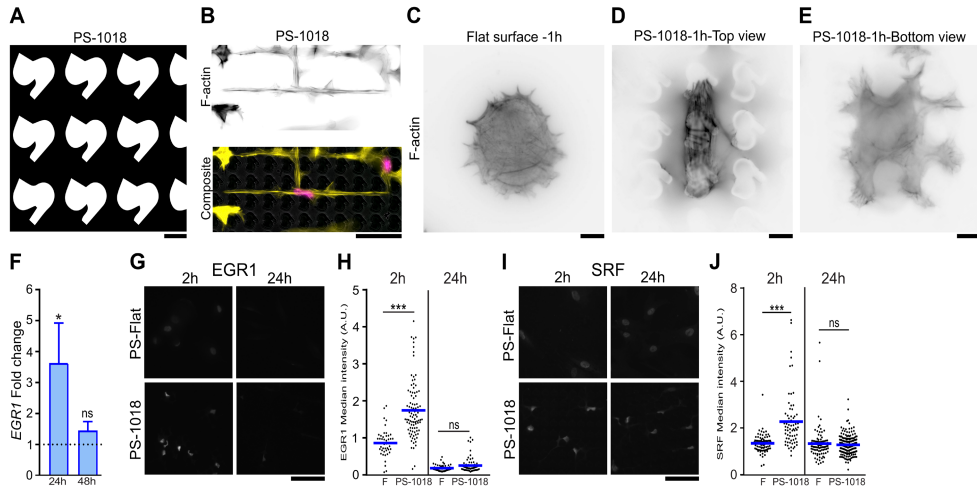 A
PS-1018
B
PS-1018
F-actin
Composite
C
Flat surface -1h
F-actin
D
PS-1018-1h-Top view
E
PS-1018-1h-Bottom view
F
EGR1 Fold change
6
5
4
3
2
1
0
*
ns
24h
48h
G
EGR1
2h
24h
PS-Flat
PS-1018
H
2h
24h
EGR1 Median intensity (A.U.)
5
4
3
2
1
0
***
ns
F PS-1018 F PS-1018
I
SRF
2h
24h
PS-Flat
PS-1018
J
2h
24h
SRF Median intensity (A.U.)
8
6
4
2
0
***
ns
F PS-1018 F PS-1018